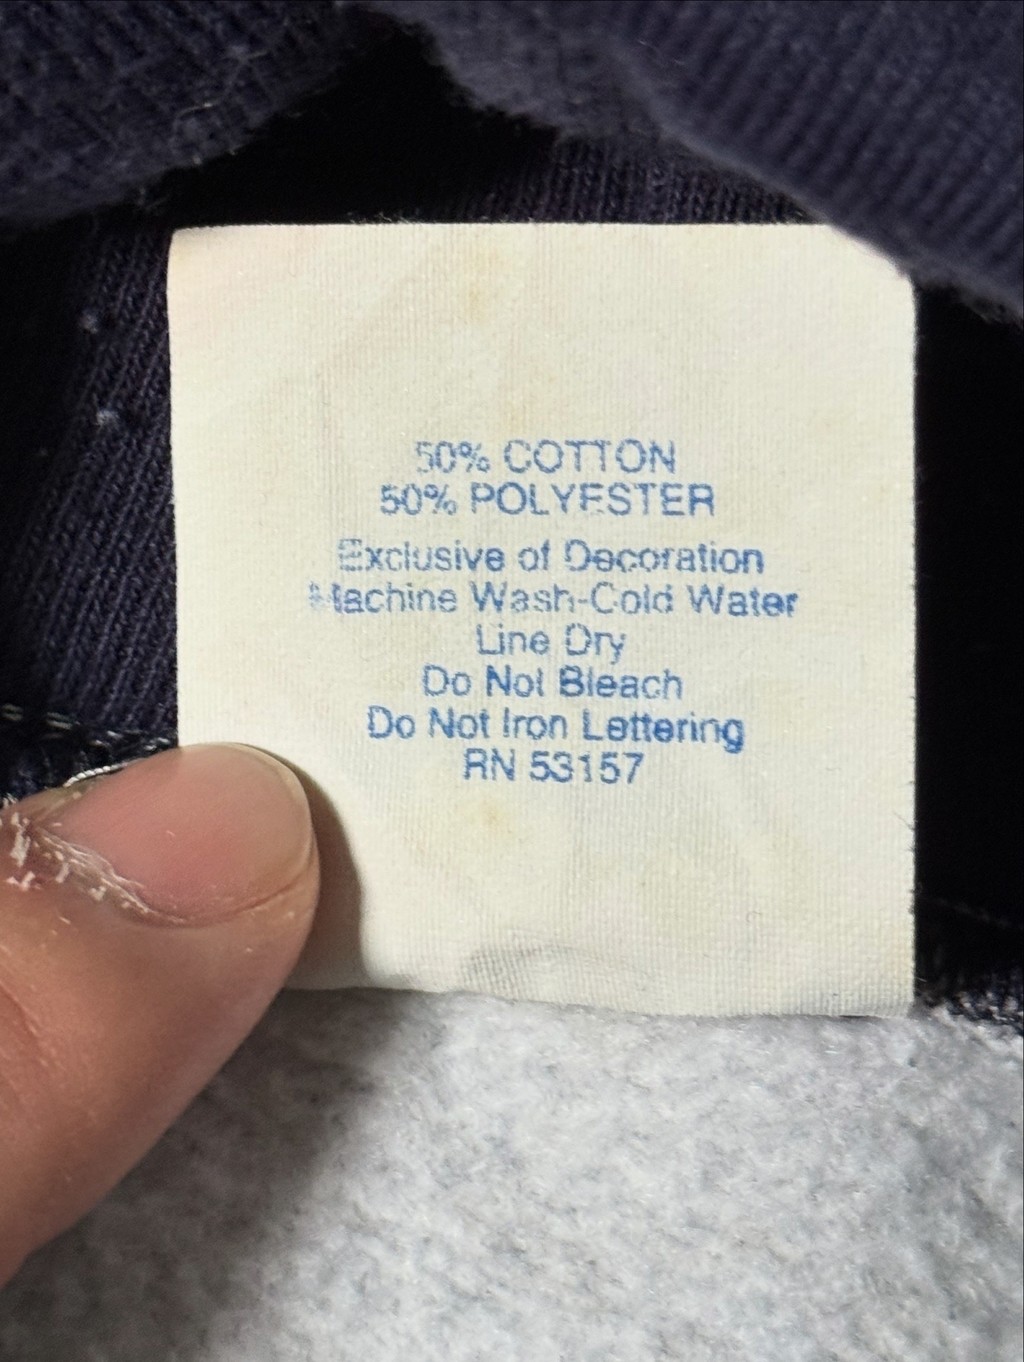 50% COTTON
50% POLYESTER
Exclusive of Decoration
Machine Wash-Cold Water
Line Dry
Do Not Bleach
Do Not Iron Lettering
RN 53157